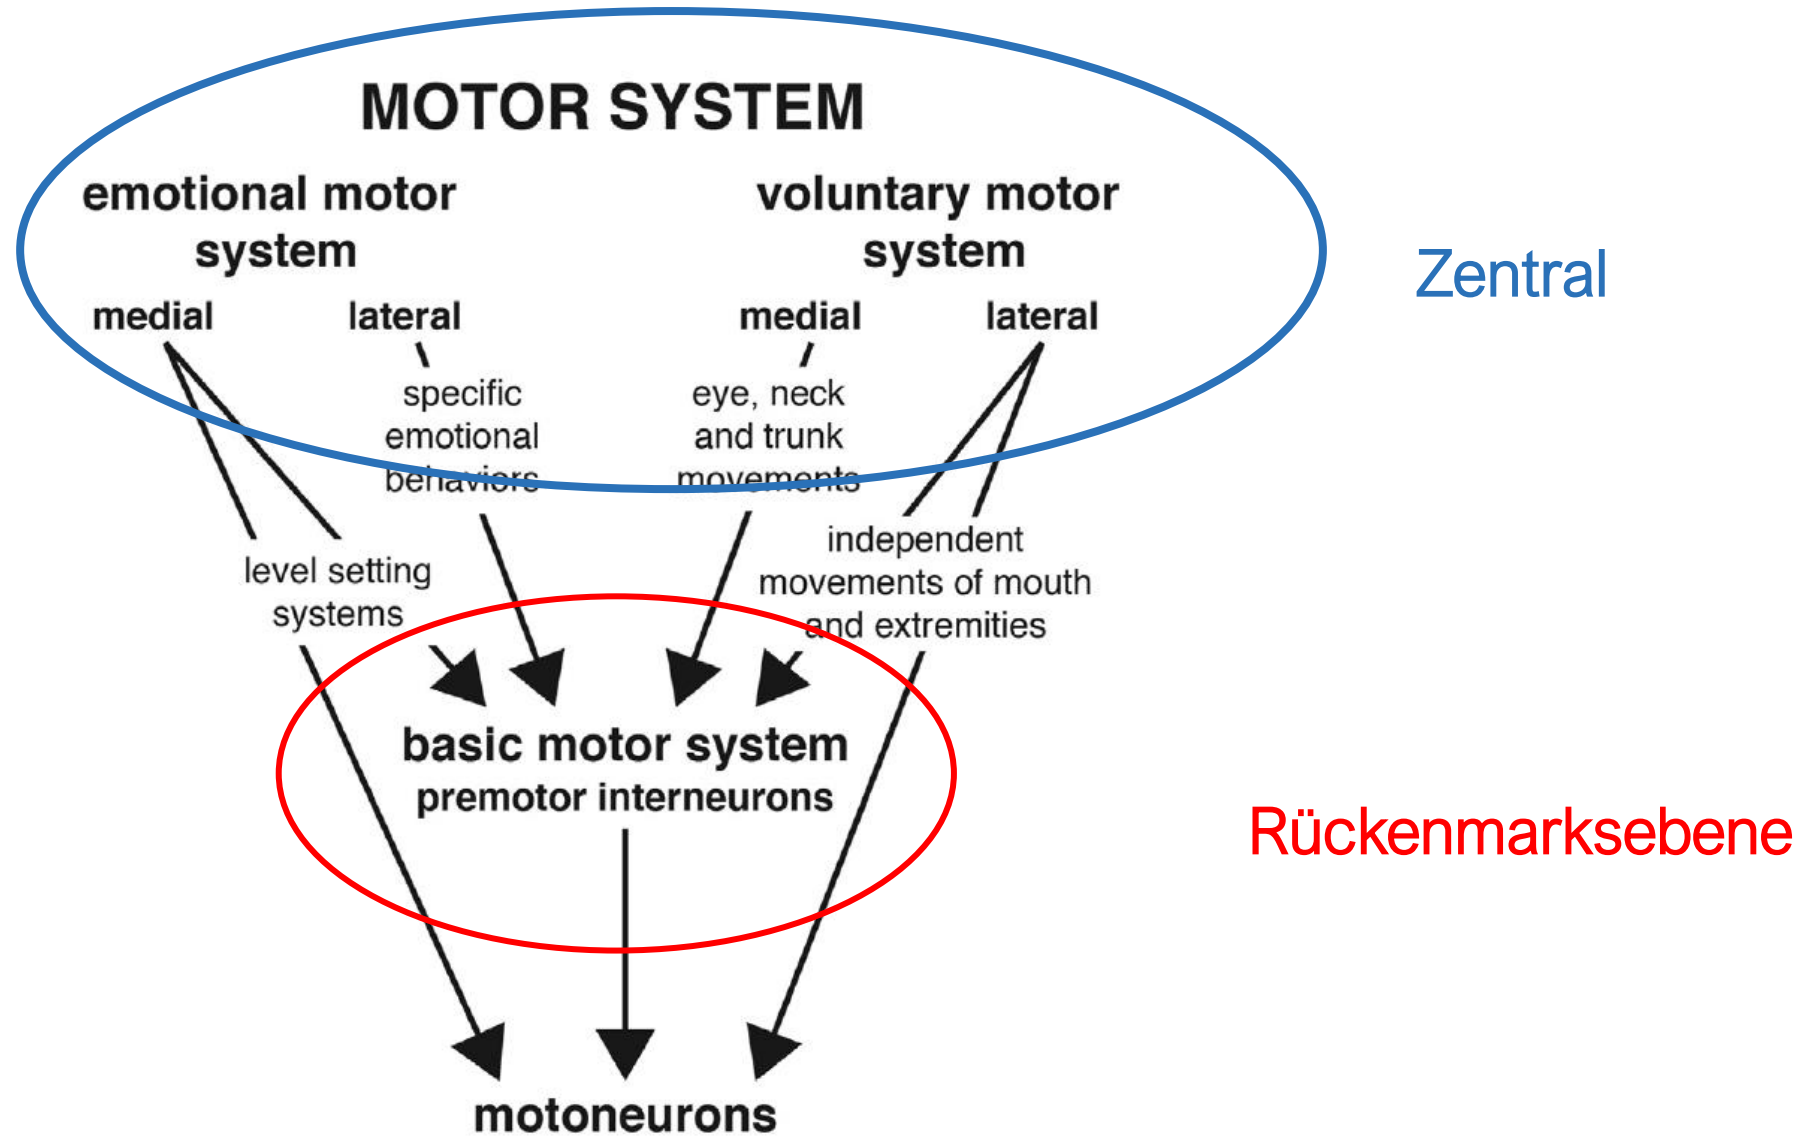 MOTOR SYSTEM
emotional motor
system
voluntary motor
system
Zentral
medial
lateral
medial
lateral
specific
emotional
behaviors
eye, neck
and trunk
movements
level setting
systems
independent
movements of mouth
and extremities
basic motor system
premotor interneurons
Rückenmarksebene
motoneurons